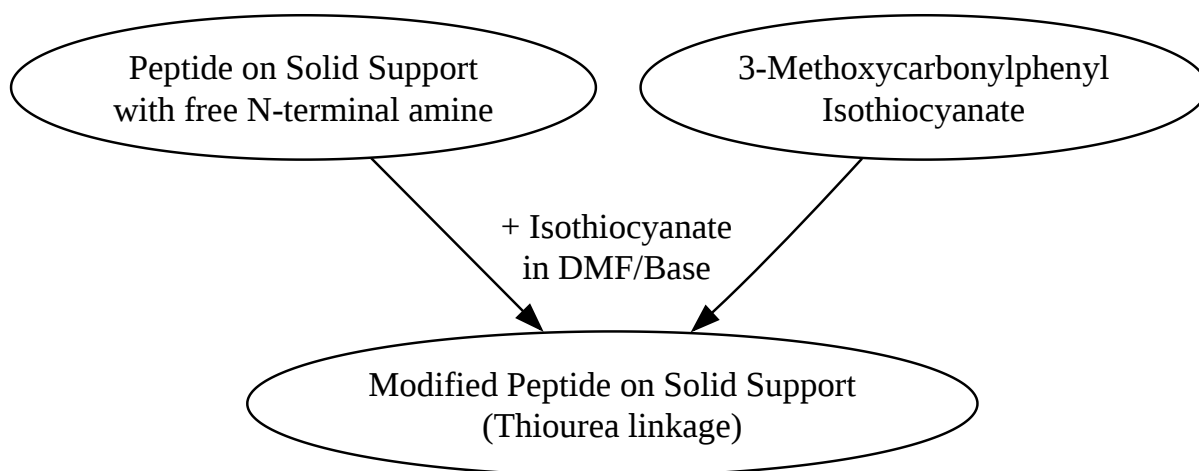 Peptide on Solid Support
with free N-terminal amine
3-Methoxycarbonylphenyl
Isothiocyanate
+ Isothiocyanate
in DMF/Base
Modified Peptide on Solid Support
(Thiourea linkage)